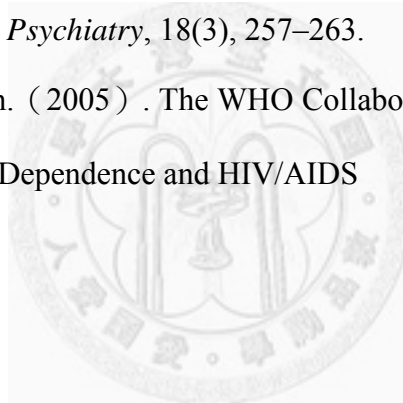 Psychiatry, 18(3), 257–263.
n.（2005）. The WHO Collabo
Dependence and HIV/AIDS